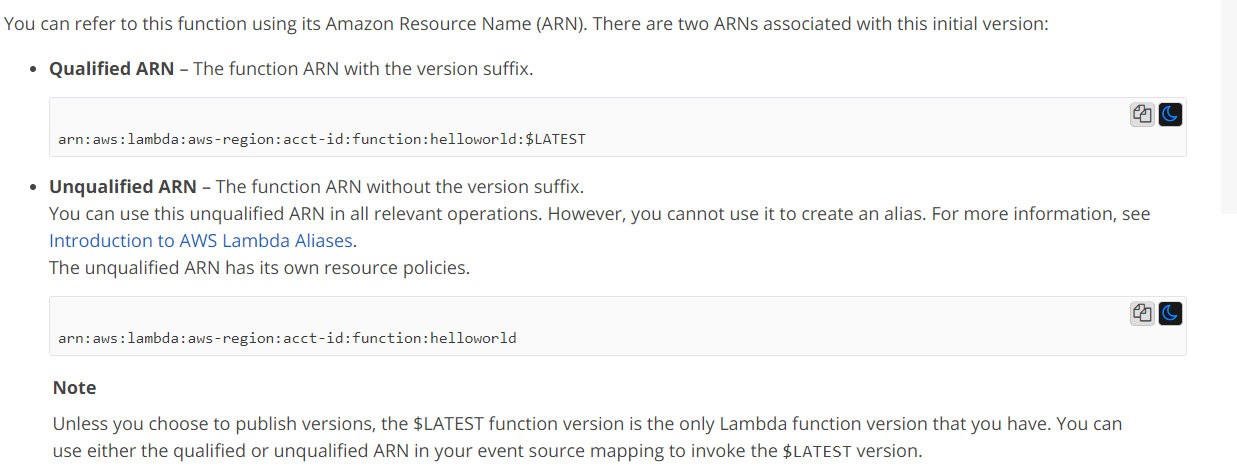 You can refer to this function using its Amazon Resource Name (ARN). There are two ARNs associated with this initial version:
• Qualified ARN – The function ARN with the version suffix.
arn:aws:lambda:aws-region:acct-id:function:helloworld:$LATEST
• Unqualified ARN – The function ARN without the version suffix.
You can use this unqualified ARN in all relevant operations. However, you cannot use it to create an alias. For more information, see
Introduction to AWS Lambda Aliases.
The unqualified ARN has its own resource policies.
arn:aws:lambda:aws-region:acct-id:function:helloworld
Note
Unless you choose to publish versions, the $LATEST function version is the only Lambda function version that you have. You can
use either the qualified or unqualified ARN in your event source mapping to invoke the $LATEST version.